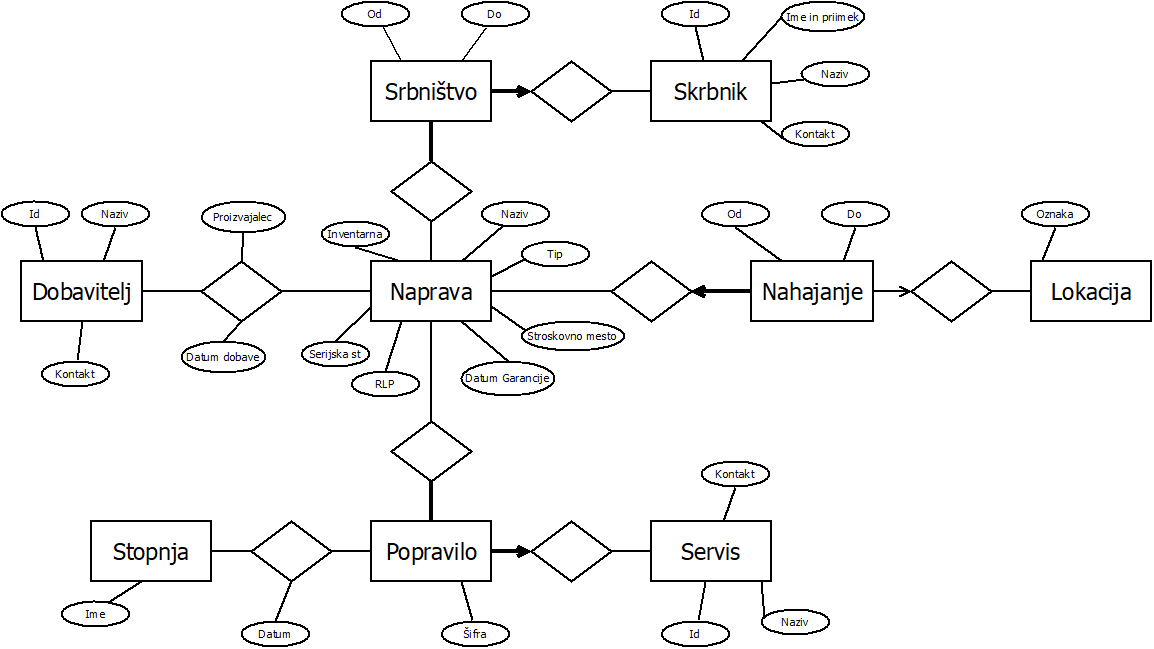 Od
Do
Id
Ime in priimek
Srbništvo
Skrbnik
Naziv
Kontakt
Id
Naziv
Proizvajalec
Inventarna
Naziv
Tip
Od
Do
Oznaka
Dobavitelj
Naprava
Nahajanje
Lokacija
Kontakt
Datum dobave
Serijska st
RLP
Datum Garancije
Stroskovno mesto
Kontakt
Stopnja
Popravilo
Servis
Ime
Datum
Šifra
Id
Naziv